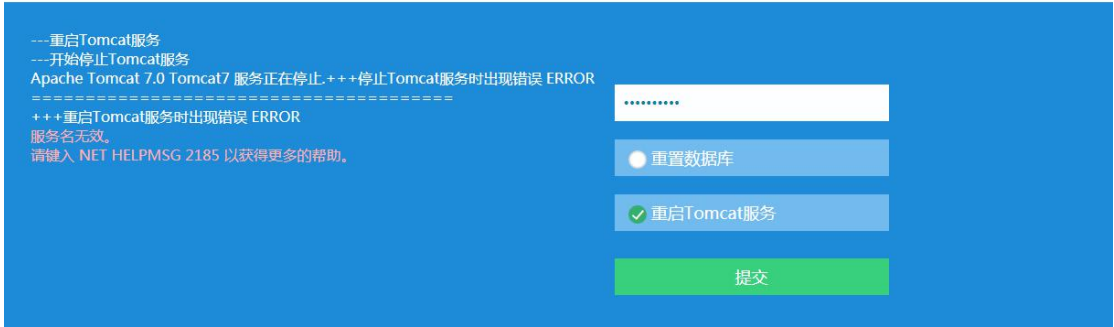 ---重启Tomcat服务
---开始停止Tomcat服务
Apache Tomcat 7.0 Tomcat7 服务正在停止.+++停止Tomcat服务时出现错误 ERROR
=======================================
+++重启Tomcat服务时出现错误 ERROR
服务名无效。
请键入 NET HELPMSG 2185 以获得更多的帮助。
••••••••••
重置数据库
重启Tomcat服务
提交